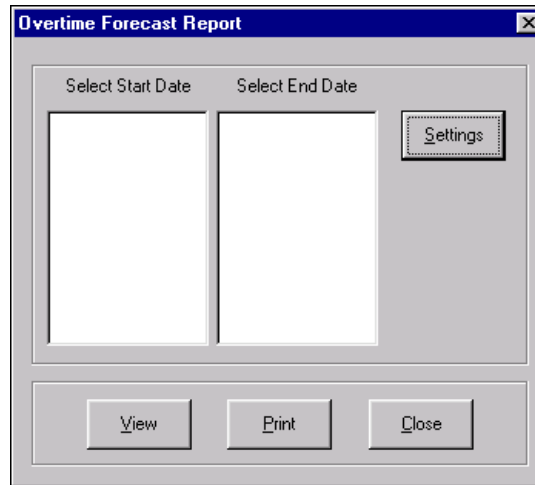 Overtime Forecast Report
Select Start Date Select End Date
Settings
View Print Close